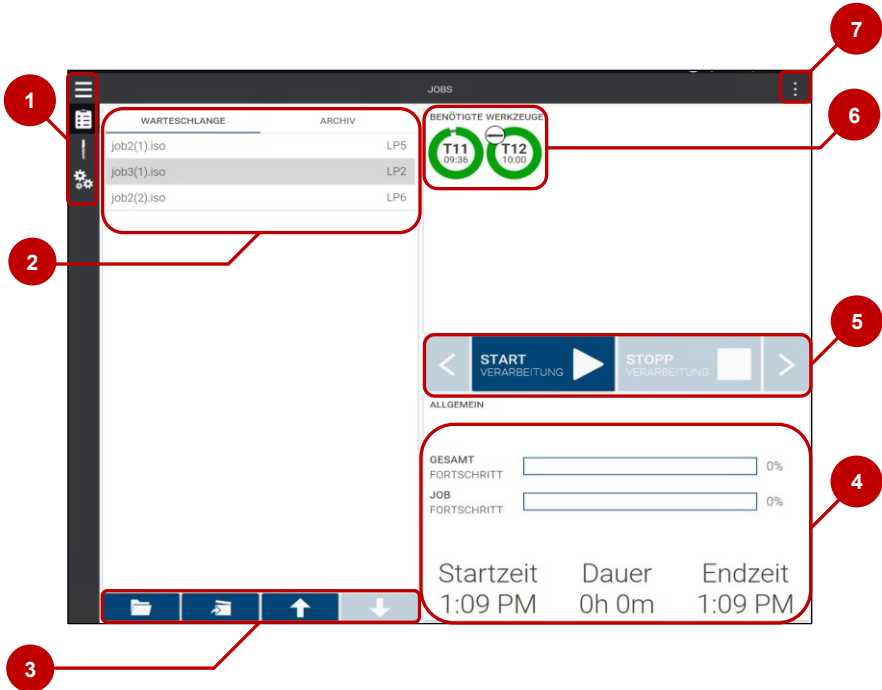 7
JOBS
1
WARTESCHLANGE ARCHIV
job2(1).iso LP5
job3(1).iso LP2
job2(2).iso LP6
2
BENÖTIGTE WERKZEUGE
T11 T12
09:36 10:00
6
START
VERARBEITUNG
STOPP
VERARBEITUNG
5
ALLGEMEIN
GESAMT
FORTSCHRITT 0%
JOB
FORTSCHRITT 0%
4
Startzeit Dauer Endzeit
1:09 PM 0h 0m 1:09 PM
3